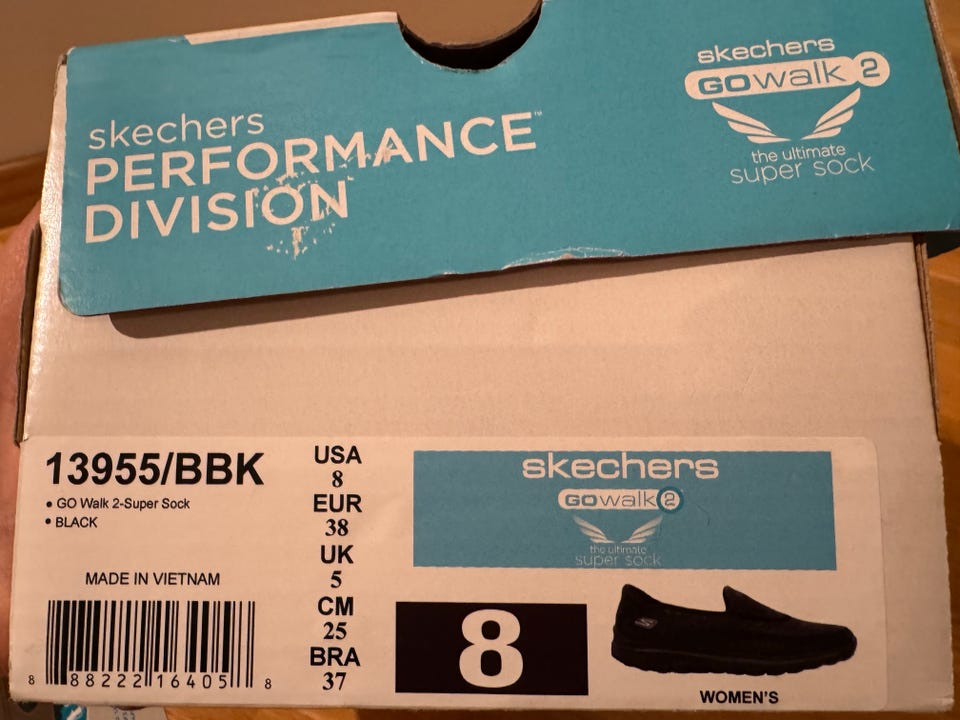 skechers
PERFORMANCE™
DIVISION
skechers
GOwalk 2
the ultimate
super sock
13955/BBK
• GO Walk 2-Super Sock
• BLACK
MADE IN VIETNAM
8 88222 16405 8
USA
8
EUR
38
UK
5
CM
25
BRA
37
skechers
GOwalk 2
the ultimate
super sock
8
S
WOMEN'S